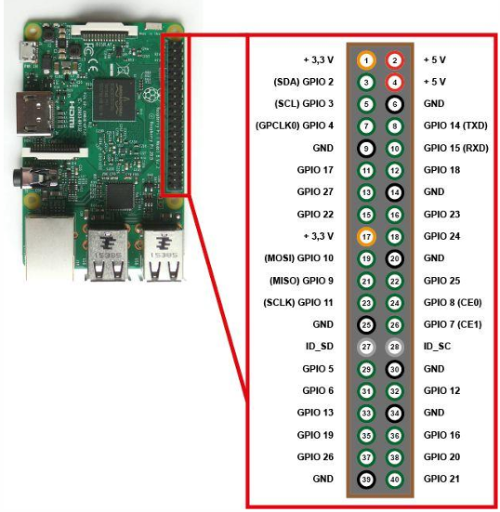 HDMI
+ 3,3 V 1 2 + 5 V
(SDA) GPIO 2 3 4 + 5 V
(SCL) GPIO 3 5 6 GND
(GPCLK0) GPIO 4 7 8 GPIO 14 (TXD)
GND 9 10 GPIO 15 (RXD)
GPIO 17 11 12 GPIO 18
GPIO 27 13 14 GND
GPIO 22 15 16 GPIO 23
+ 3,3 V 17 18 GPIO 24
(MOSI) GPIO 10 19 20 GND
(MISO) GPIO 9 21 22 GPIO 25
(SCLK) GPIO 11 23 24 GPIO 8 (CE0)
GND 25 26 GPIO 7 (CE1)
ID_SD 27 28 ID_SC
GPIO 5 29 30 GND
GPIO 6 31 32 GPIO 12
GPIO 13 33 34 GND
GPIO 19 35 36 GPIO 16
GPIO 26 37 38 GPIO 20
GND 39 40 GPIO 21